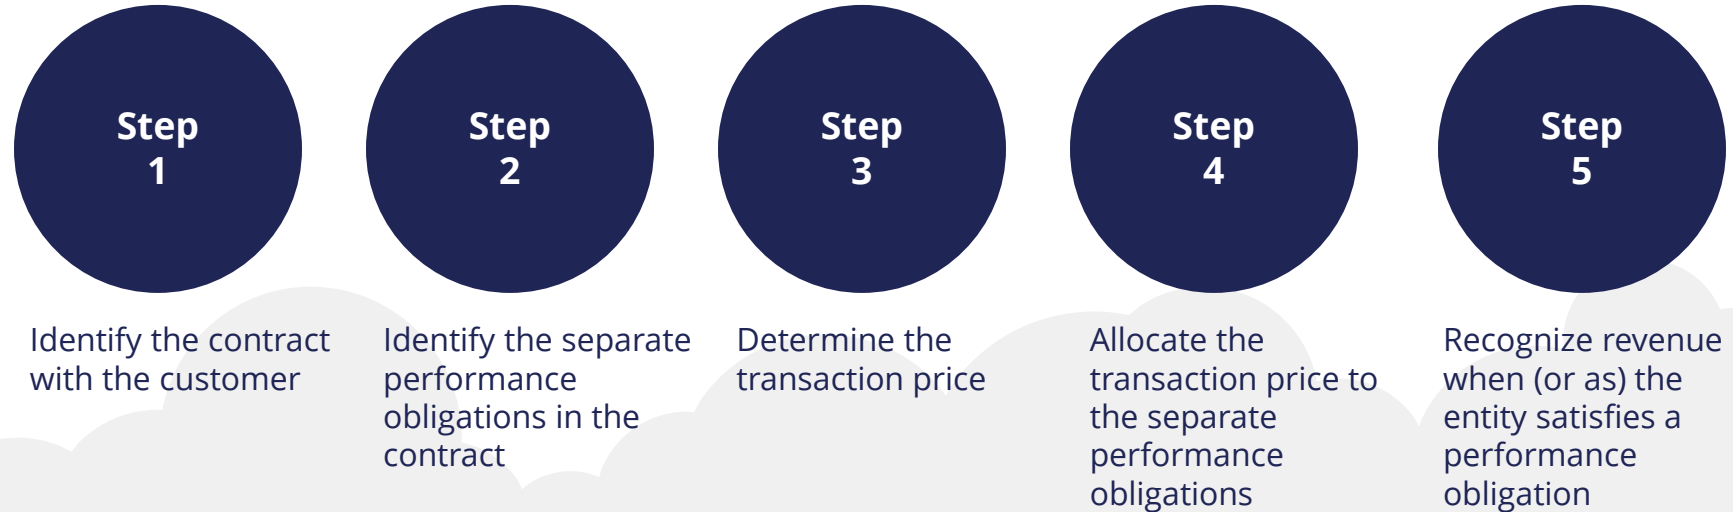 Step
1
Step
2
Step
3
Step
4
Step
5
Identify the contract
with the customer
Identify the separate
performance
obligations in the
contract
Determine the
transaction price
Allocate the
transaction price to
the separate
performance
obligations
Recognize revenue
when (or as) the
entity satisfies a
performance
obligation